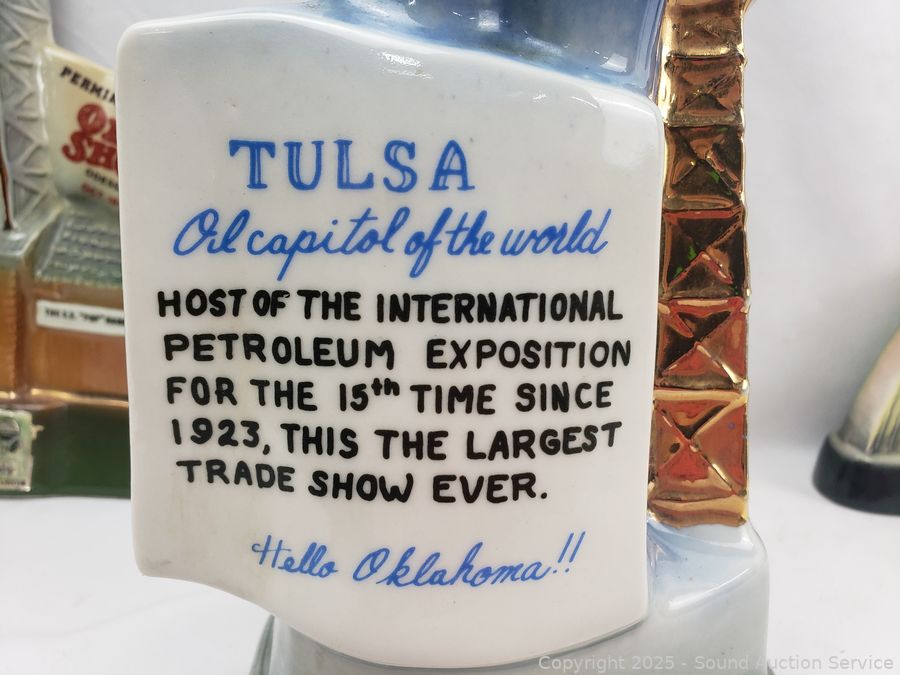 TULSA
Oil capitol of the world
HOST OF THE INTERNATIONAL
PETROLEUM EXPOSITION
FOR THE 15th TIME SINCE
1923, THIS THE LARGEST
TRADE SHOW EVER.
Hello Oklahoma!!
Copyright 2025 - Sound Auction Service